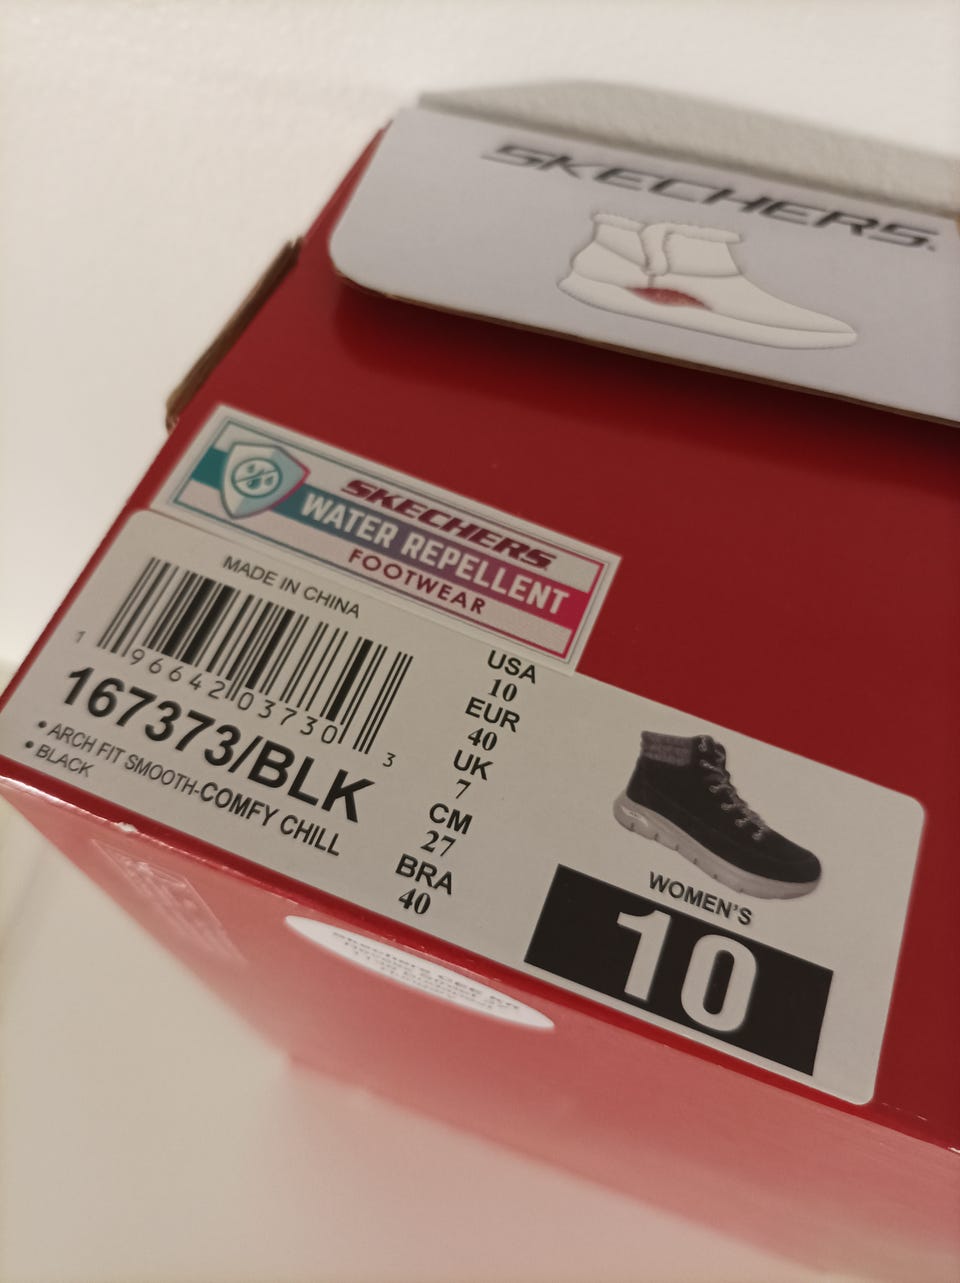 SKECHERS
SKECHERS
WATER REPELLENT
FOOTWEAR
MADE IN CHINA
1 96642 03730 3
167373/BLK
• ARCH FIT SMOOTH-COMFY CHILL
• BLACK
USA
10
EUR
40
UK
7
CM
27
BRA
40
WOMEN'S
10